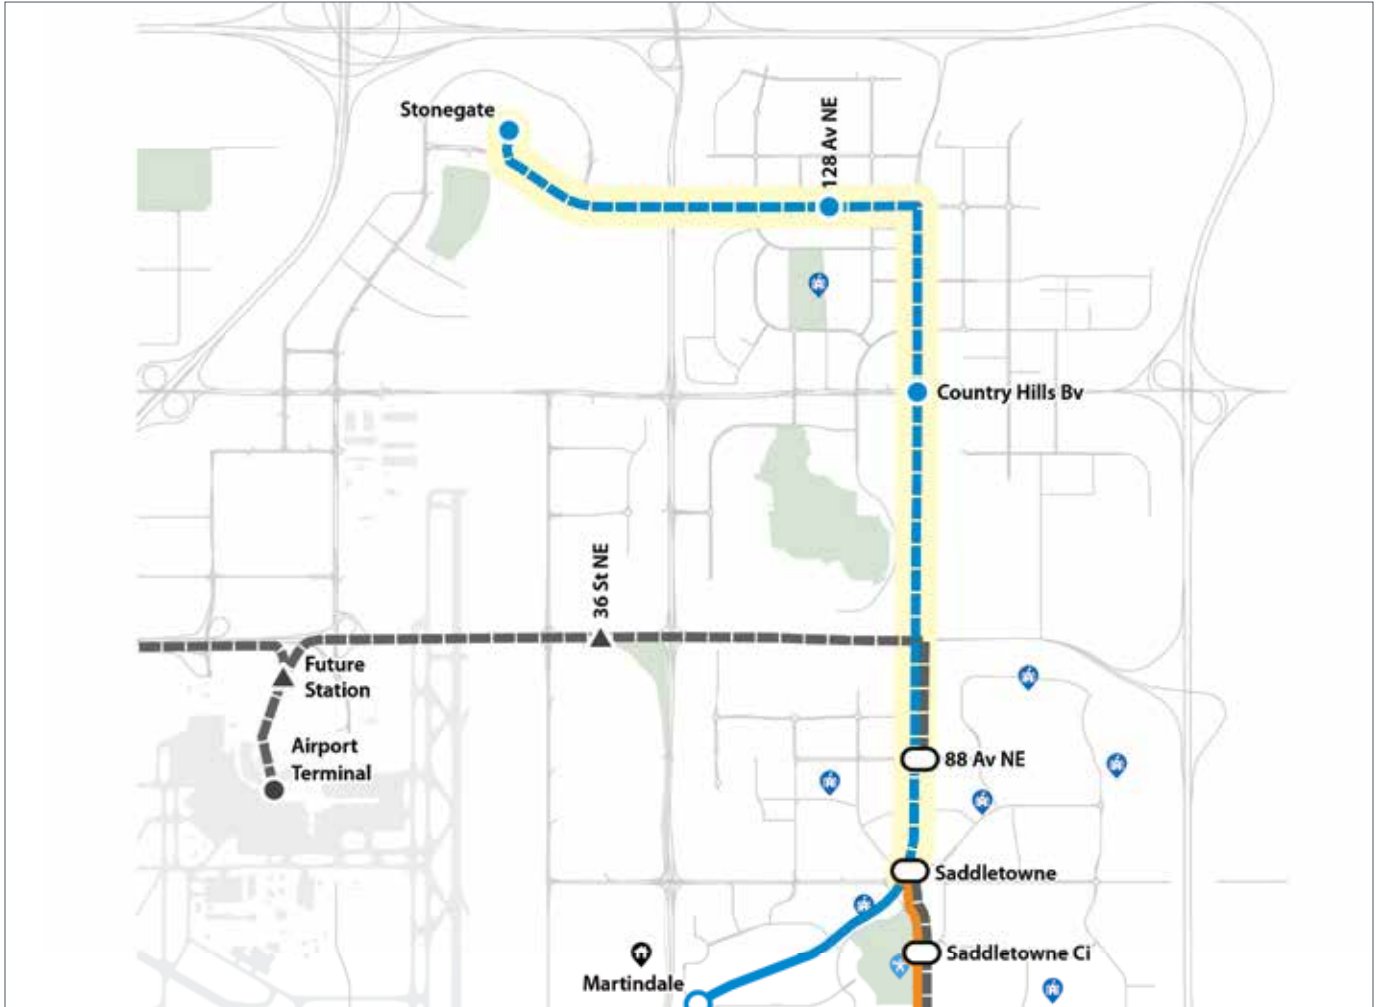 Stonegate
128 Av NE
Country Hills Bv
36 St NE
Future
Station
Airport
Terminal
88 Av NE
Saddletowne
Saddletowne Ci
Martindale